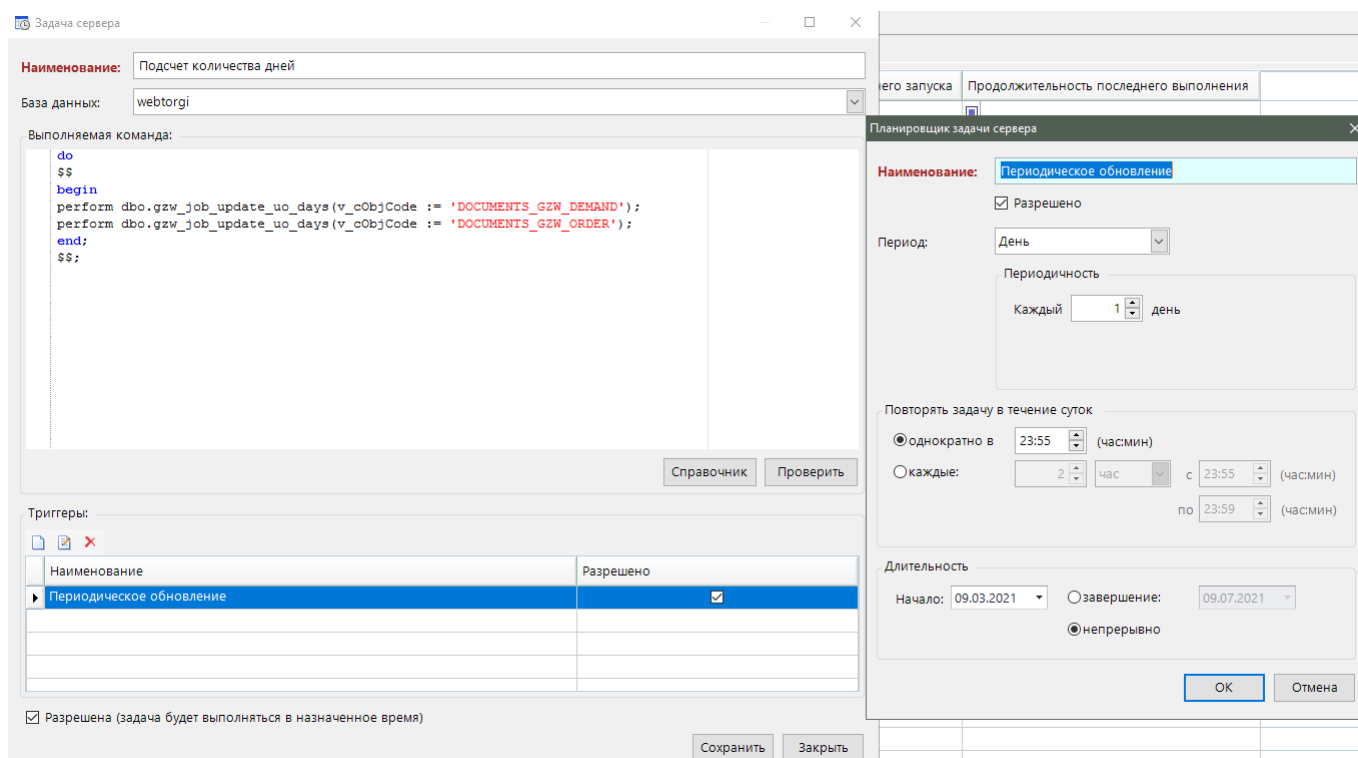 Задача сервера
Наименование: Подсчет количества дней
База данных: webtorgi
Выполняемая команда:
do
$$
begin
perform dbo.gzw_job_update_uo_days(v_cObjCode := 'DOCUMENTS_GZW_DEMAND');
perform dbo.gzw_job_update_uo_days(v_cObjCode := 'DOCUMENTS_GZW_ORDER');
end;
$$;
Справочник Проверить
Триггеры:
Наименование Разрешено
Периодическое обновление
Разрешена (задача будет выполняться в назначенное время)
Сохранить Закрыть
него запуска Продолжительность последнего выполнения
Планировщик задачи сервера
Наименование: Периодическое обновление
Разрешено
Период: День
Периодичность
Каждый 1 день
Повторять задачу в течение суток
однократно в 23:55 (час:мин)
каждые: 2 час с 23:55 (час:мин)
по 23:59 (час:мин)
Длительность
Начало: 09.03.2021 завершение: 09.07.2021
непрерывно
OK Отмена